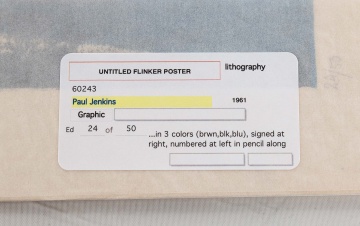 UNTITLED FLINKER POSTER lithography
60243
Paul Jenkins 1961
Graphic
Ed 24 of 50 ...in 3 colors (brwn,blk,blu), signed at
right, numbered at left in pencil along